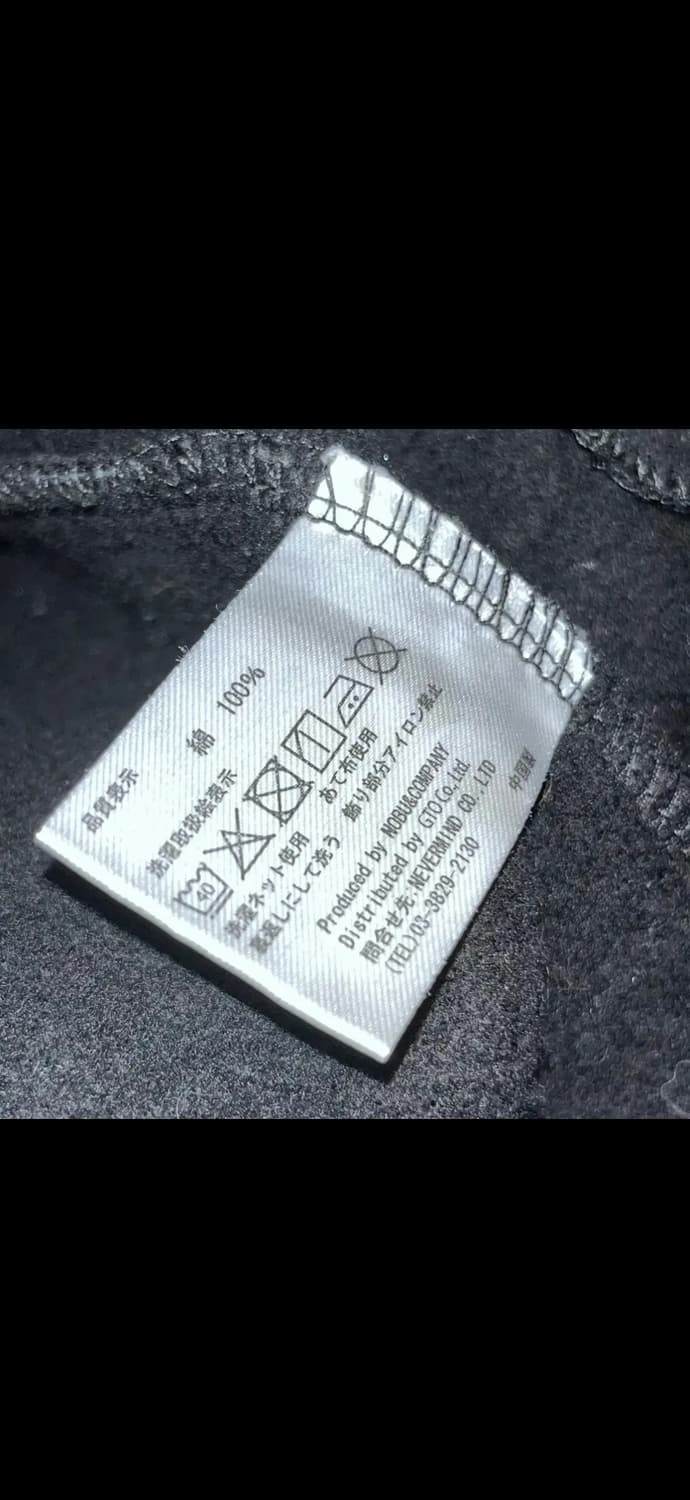 品質表示
綿 100%
洗濯取扱絵表示
40
洗濯ネット使用 あて布使用
裏返しにして洗う 飾り部分アイロン禁止
Produced by NOBU&COMPANY
Distributed by GTO Co., Ltd.
問合せ先:NEVERMIND CO., LTD
(TEL)03-3829-2130
中国製